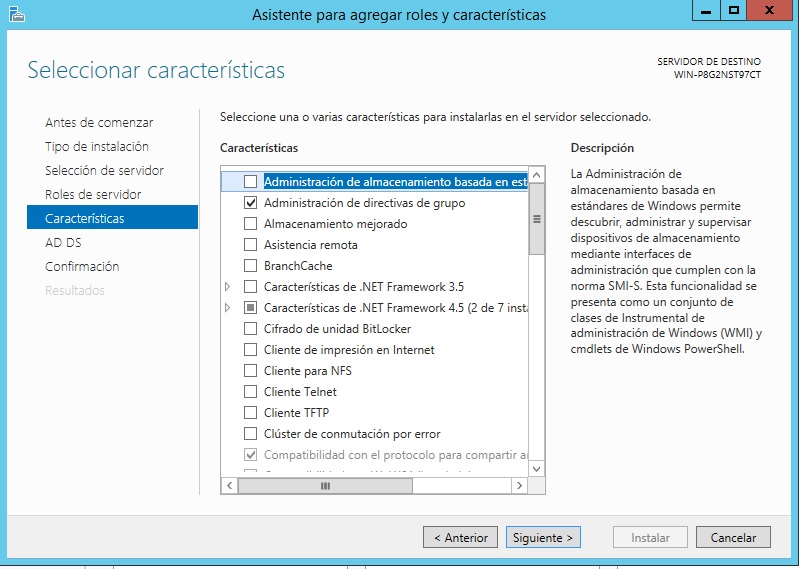 Asistente para agregar roles y características
Seleccionar características
SERVIDOR DE DESTINO
WIN-P8G2NST97CT
Antes de comenzar
Tipo de instalación
Selección de servidor
Roles de servidor
Características
AD DS
Confirmación
Resultados
Seleccione una o varias características para instalarlas en el servidor seleccionado.
Características
Administración de almacenamiento basada en est
Administración de directivas de grupo
Almacenamiento mejorado
Asistencia remota
BranchCache
Características de .NET Framework 3.5
Características de .NET Framework 4.5 (2 de 7 insta
Cifrado de unidad BitLocker
Cliente de impresión en Internet
Cliente para NFS
Cliente Telnet
Cliente TFTP
Clúster de conmutación por error
Compatibilidad con el protocolo para compartir a
Descripción
La Administración de
almacenamiento basada en
estándares de Windows permite
descubrir, administrar y supervisar
dispositivos de almacenamiento
mediante interfaces de
administración que cumplen con la
norma SMI-S. Esta funcionalidad se
presenta como un conjunto de
clases de Instrumental de
administración de Windows (WMI) y
cmdlets de Windows PowerShell.
< Anterior
Siguiente >
Instalar
Cancelar